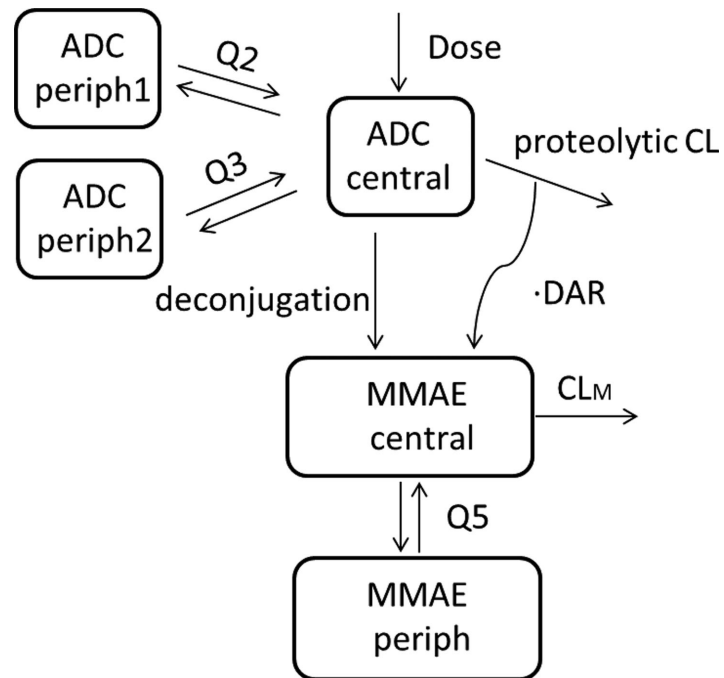 ADC
periph1
Q2
Dose
ADC
central
proteolytic CL
ADC
periph2
Q3
deconjugation
·DAR
MMAE
central
CLM
Q5
MMAE
periph